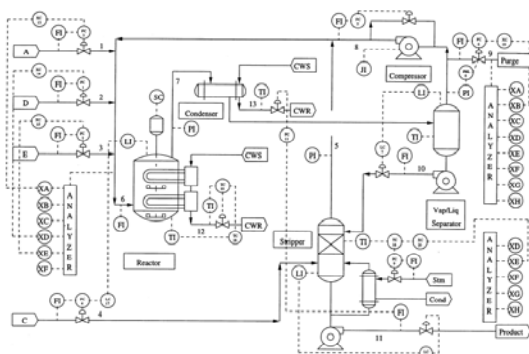 FI
A
1
FI
D
2
FI
E
3
LI
XA
XB
XC
XD
XE
XF
ANALYZER
6
FI
SC
7
Condenser
CWS
TI
13
CWR
PI
CWS
TI
TI
12
CWR
Reactor
FI
C
4
FI
8
JI
Compressor
5
PI
Stripper
TI
LI
FI
10
LI
PI
TI
Vap/Liq
Separator
FI
9
Purge
XA
XB
XC
XD
XE
XF
XG
XH
ANALYZER
FI
Stm
Cond
FI
11
Product
XD
XE
XF
XG
XH
ANALYZER